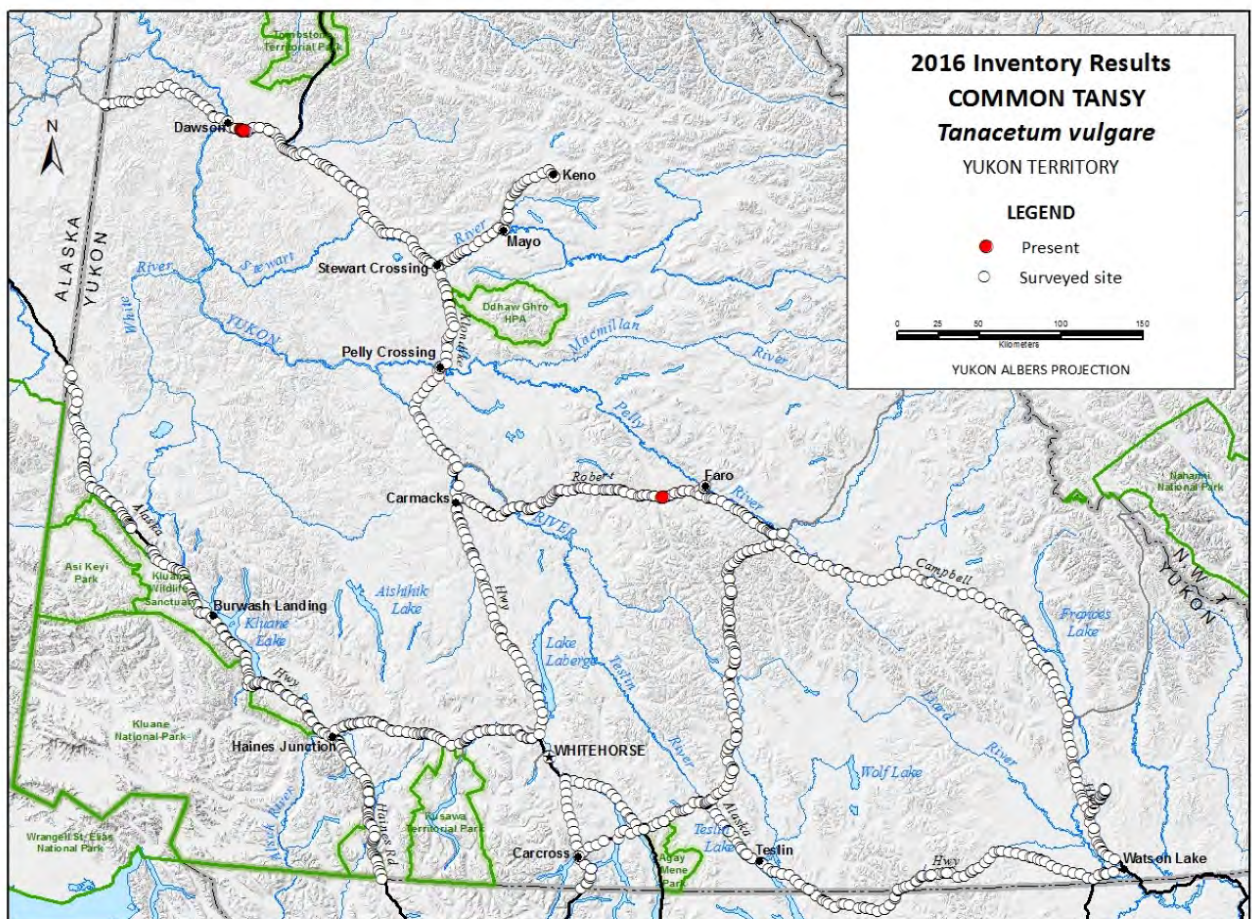 2016 Inventory Results
COMMON TANSY
Tanacetum vulgare
YUKON TERRITORY
LEGEND
Present
Surveyed site
0 25 50 100 150
Kilometers
YUKON ALBERS PROJECTION
Tombstone
Territorial Park
N
Dawson
Keno
Mayo
River
Stewart Crossing
ALASKA
YUKON
River
Stewart
White
YUKON
Ddhaw Ghro
HPA
Klondike
Macmillan
River
Pelly Crossing
Pelly
Faro
Robert
River
Nahanni
National Park
Carmacks
RIVER
Alaska
Campbell
NWT
YUKON
Asi Keyi
Park
Kluane
Wildlife
Sanctuary
Burwash Landing
Kluane
Lake
Aishihik
Lake
Hwy
Frances
Lake
Lake
Laberge
Teslin
Liard
Hwy
Kluane
National Park
Haines Junction
WHITEHORSE
River
River
Wolf Lake
Hwy
Alsek River
Haines Rd
Kusawa
Territorial Park
Alaska
Teslin
Lake
Wrangell St. Elias
National Park
Carcross
Agay
Mene
Park
Teslin
Hwy
Watson Lake